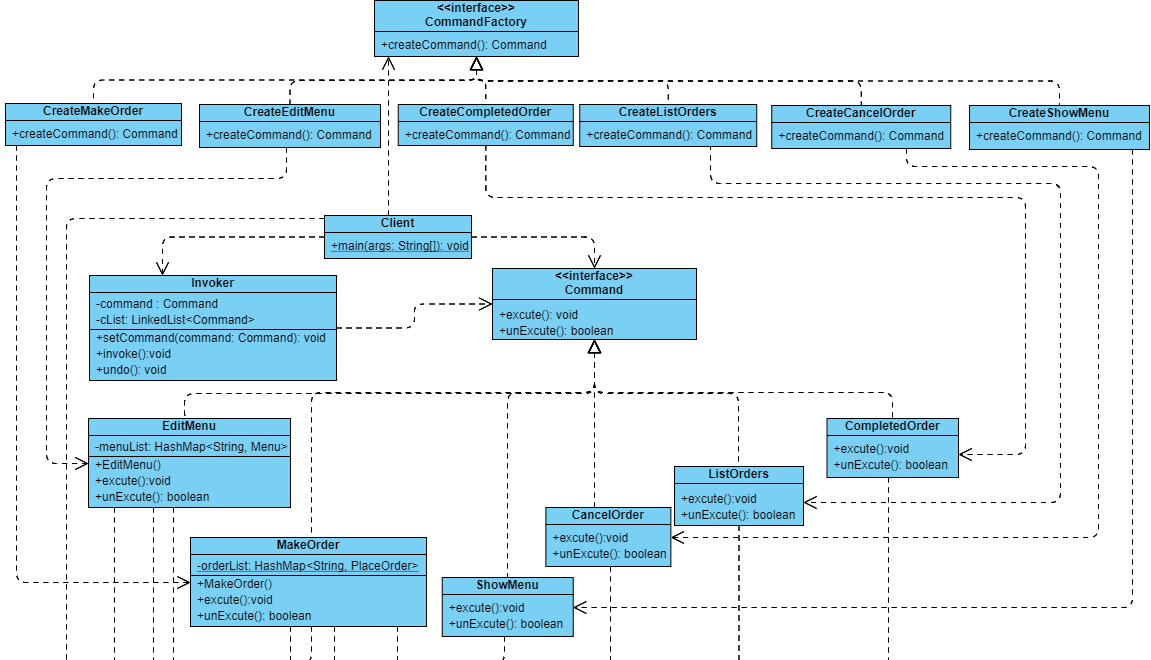 <<interface>>
CommandFactory
+createCommand(): Command
CreateMakeOrder
+createCommand(): Command
CreateEditMenu
+createCommand(): Command
CreateCompletedOrder
+createCommand(): Command
CreateListOrders
+createCommand(): Command
CreateCancelOrder
+createCommand(): Command
CreateShowMenu
+createCommand(): Command
Client
+main(args: String[]): void
Invoker
-command : Command
-cList: LinkedList<Command>
+setCommand(command: Command): void
+invoke():void
+undo(): void
<<interface>>
Command
+excute(): void
+unExcute(): boolean
EditMenu
-menuList: HashMap<String, Menu>
+EditMenu()
+excute():void
+unExcute(): boolean
CompletedOrder
+excute():void
+unExcute(): boolean
ListOrders
+excute():void
+unExcute(): boolean
CancelOrder
+excute():void
+unExcute(): boolean
MakeOrder
-orderList: HashMap<String, PlaceOrder>
+MakeOrder()
+excute():void
+unExcute(): boolean
ShowMenu
+excute():void
+unExcute(): boolean